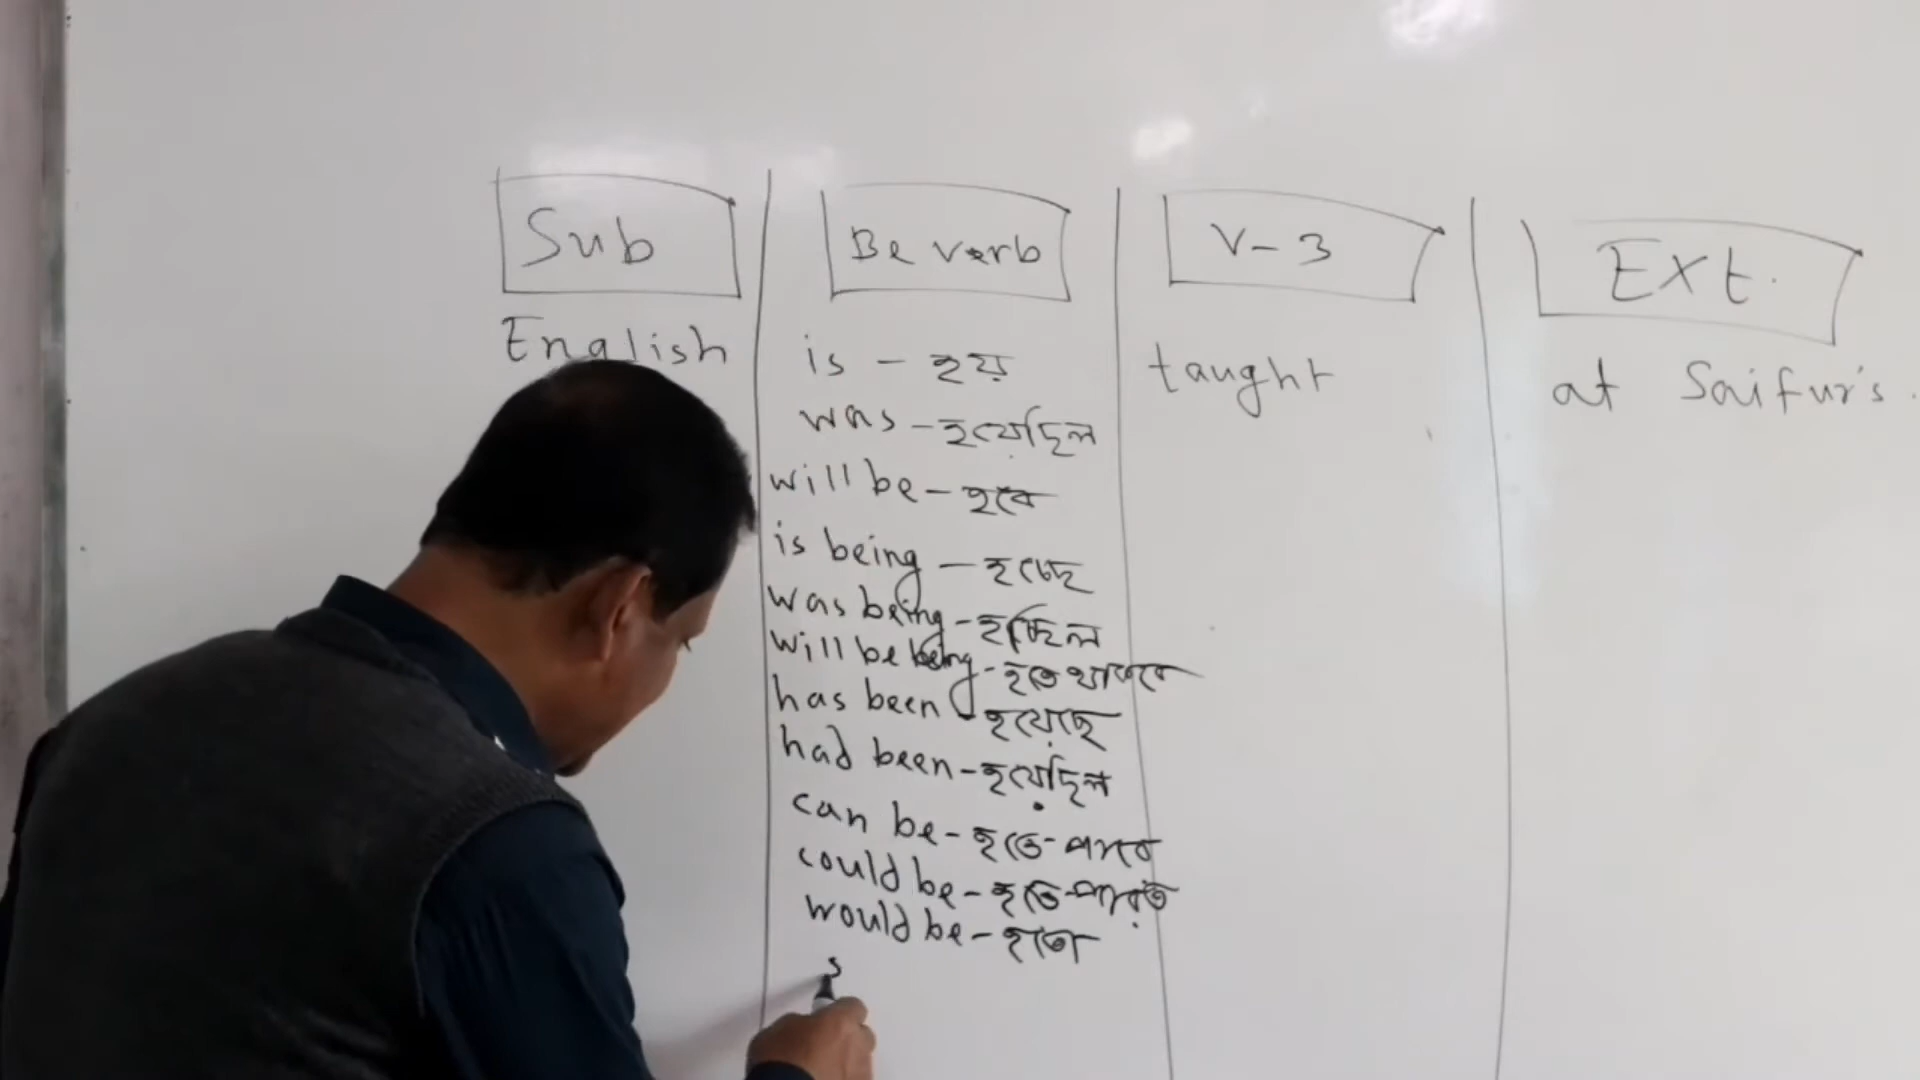 Sub Be verb V-3 Ext.
English is - হয় taught at Saifur's.
was - হয়েছিল
will be - হবে
is being - হচ্ছে
was being - হচ্ছিল
will be being - হতে থাকবে
has been - হয়েছে
had been - হয়েছিল
can be - হতে পারে
could be - হতে পারত
would be - হতো
s